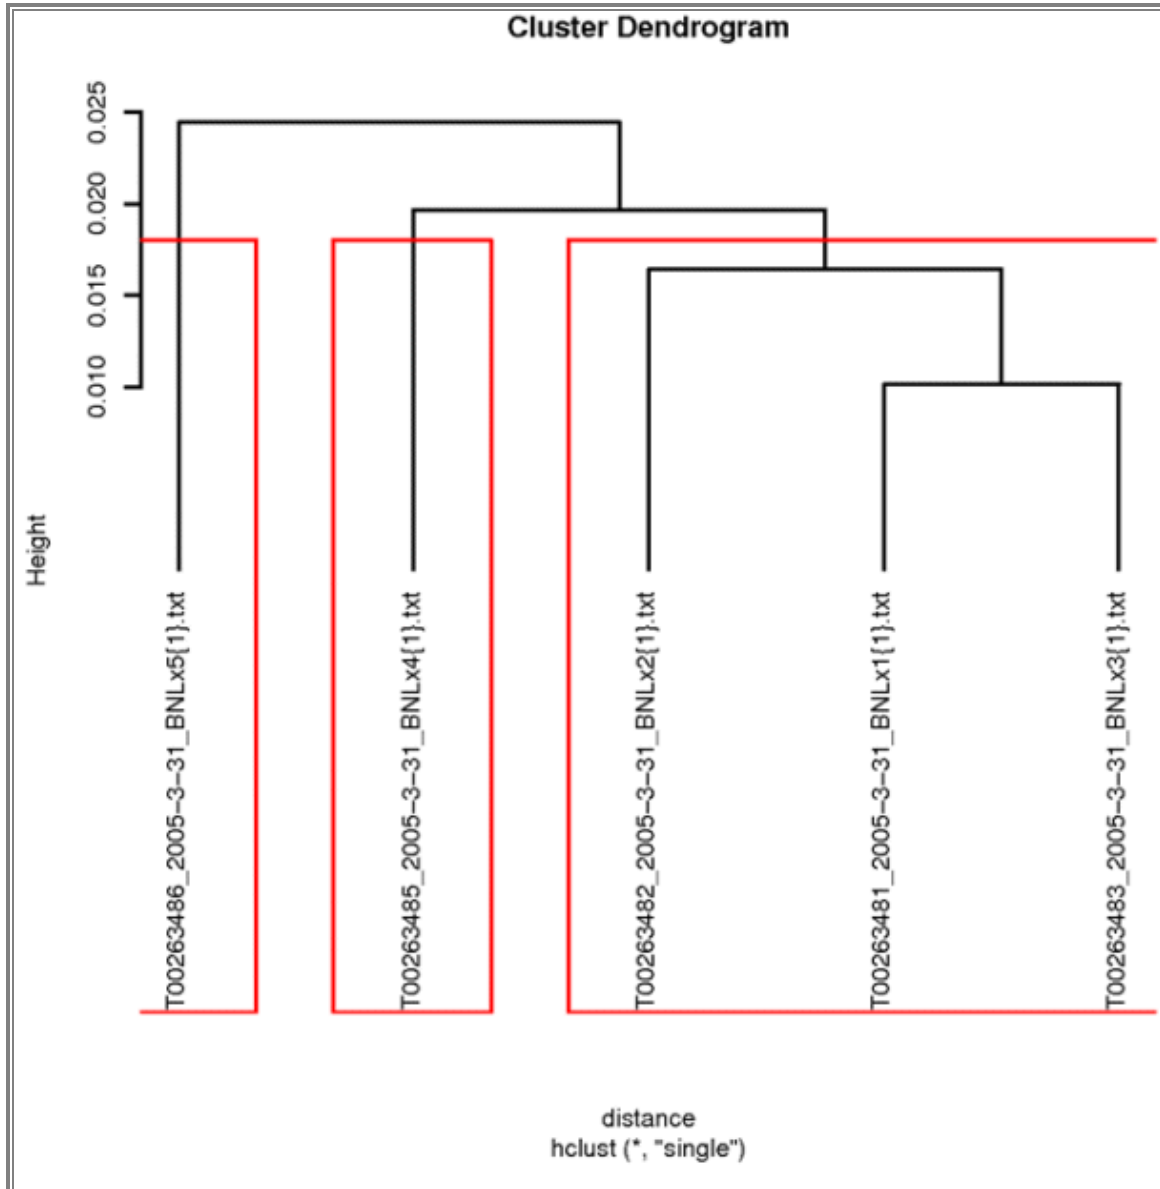 Cluster Dendrogram
0.025
0.020
0.015
0.010
Height
T00263486_2005−3−31_BNLx5{1}.txt
T00263485_2005−3−31_BNLx4{1}.txt
T00263482_2005−3−31_BNLx2{1}.txt
T00263481_2005−3−31_BNLx1{1}.txt
T00263483_2005−3−31_BNLx3{1}.txt
distance
hclust (*, "single")